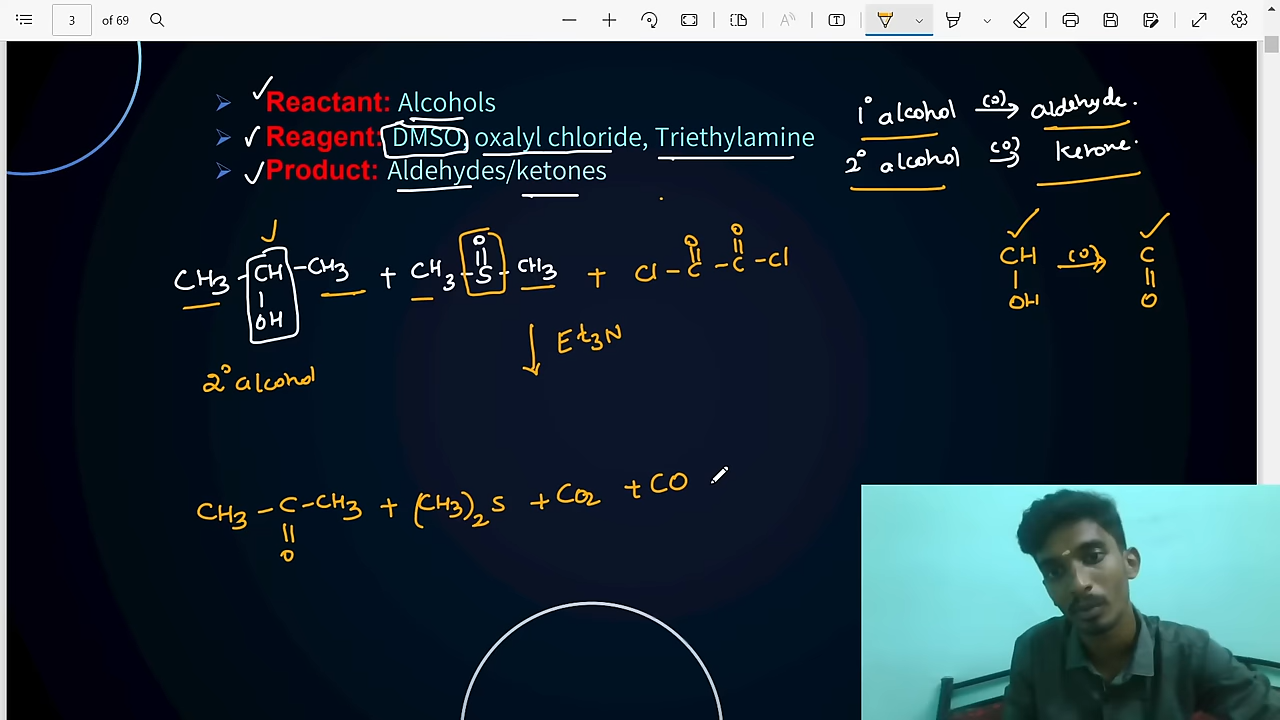 3 of 69
➤ Reactant: Alcohols
➤ Reagent: DMSO, oxalyl chloride, Triethylamine
➤ Product: Aldehydes/ketones
1° alcohol (O) → aldehyde.
2° alcohol (O) → Ketone.
CH3 - CH - CH3 + CH3 - S - CH3 + Cl - C - C - Cl
OH
O
O O
CH (O) → C
OH O
↓ Et3N
2° alcohol
CH3 - C - CH3 + (CH3)2 S + CO2 + CO
O